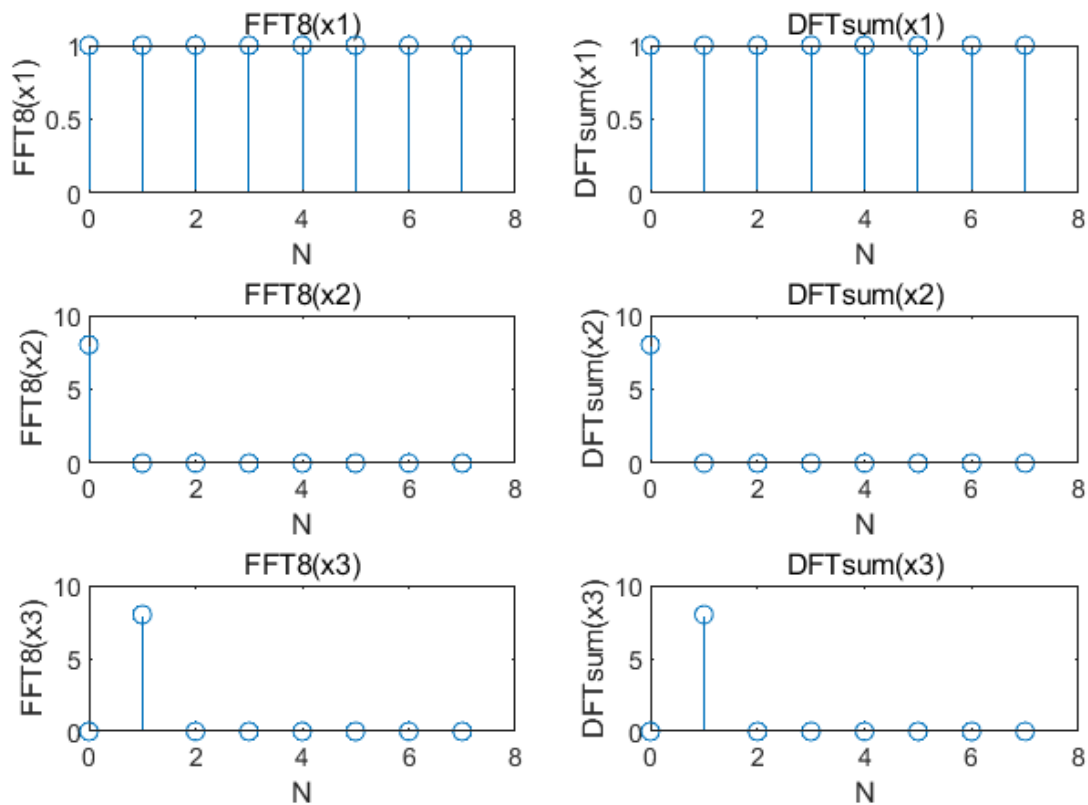 FFT8(x1)
FFT8(x1)
1
0.5
0
0 2 4 6 8
N
DFTsum(x1)
DFTsum(x1)
1
0.5
0
0 2 4 6 8
N
FFT8(x2)
FFT8(x2)
10
5
0
0 2 4 6 8
N
DFTsum(x2)
DFTsum(x2)
10
5
0
0 2 4 6 8
N
FFT8(x3)
FFT8(x3)
10
5
0
0 2 4 6 8
N
DFTsum(x3)
DFTsum(x3)
10
5
0
0 2 4 6 8
N